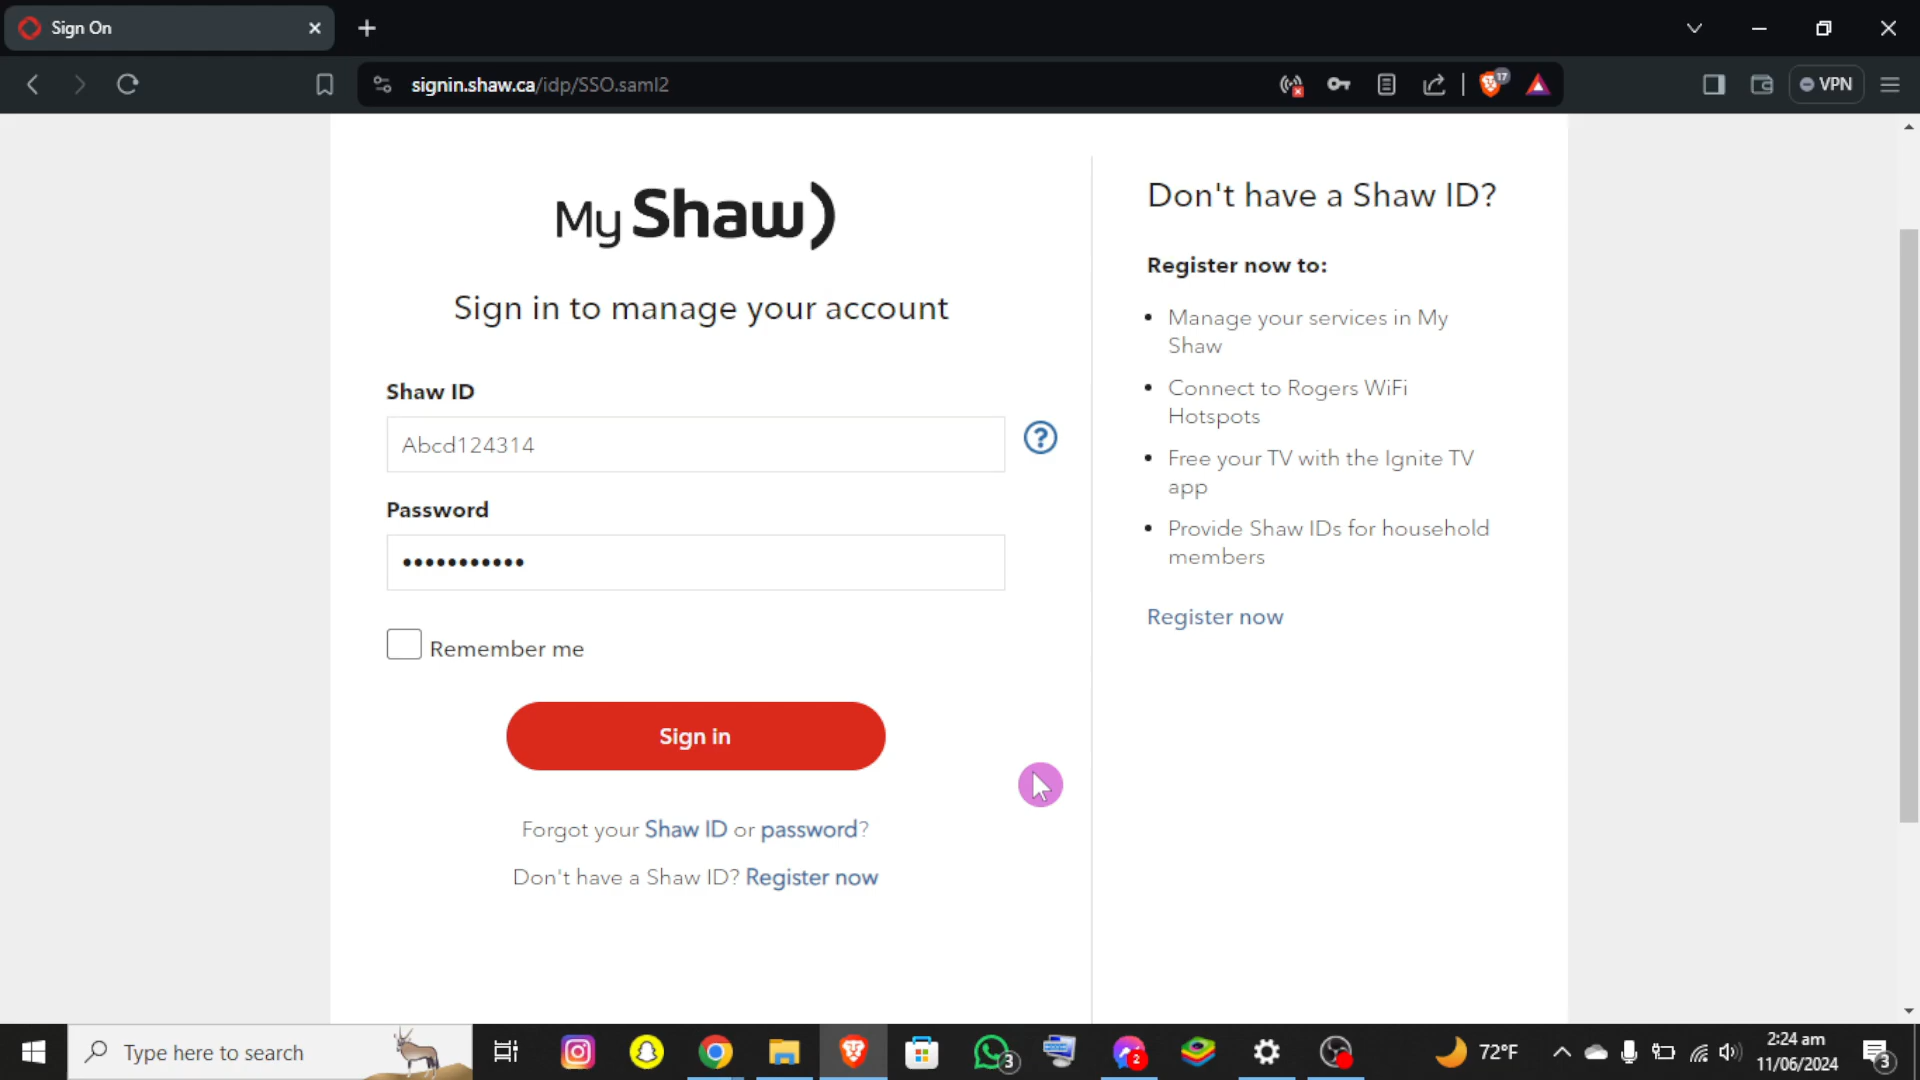 Sign On
signin.shaw.ca/idp/SSO.saml2
17
VPN
My Shaw)
Sign in to manage your account
Shaw ID
Abcd124314
?
Password
•••••••••••
Remember me
Sign in
Forgot your Shaw ID or password?
Don't have a Shaw ID? Register now
Don't have a Shaw ID?
Register now to:
• Manage your services in My
Shaw
• Connect to Rogers WiFi
Hotspots
• Free your TV with the Ignite TV
app
• Provide Shaw IDs for household
members
Register now
Type here to search
3
2
72°F
2:24 am
11/06/2024
3